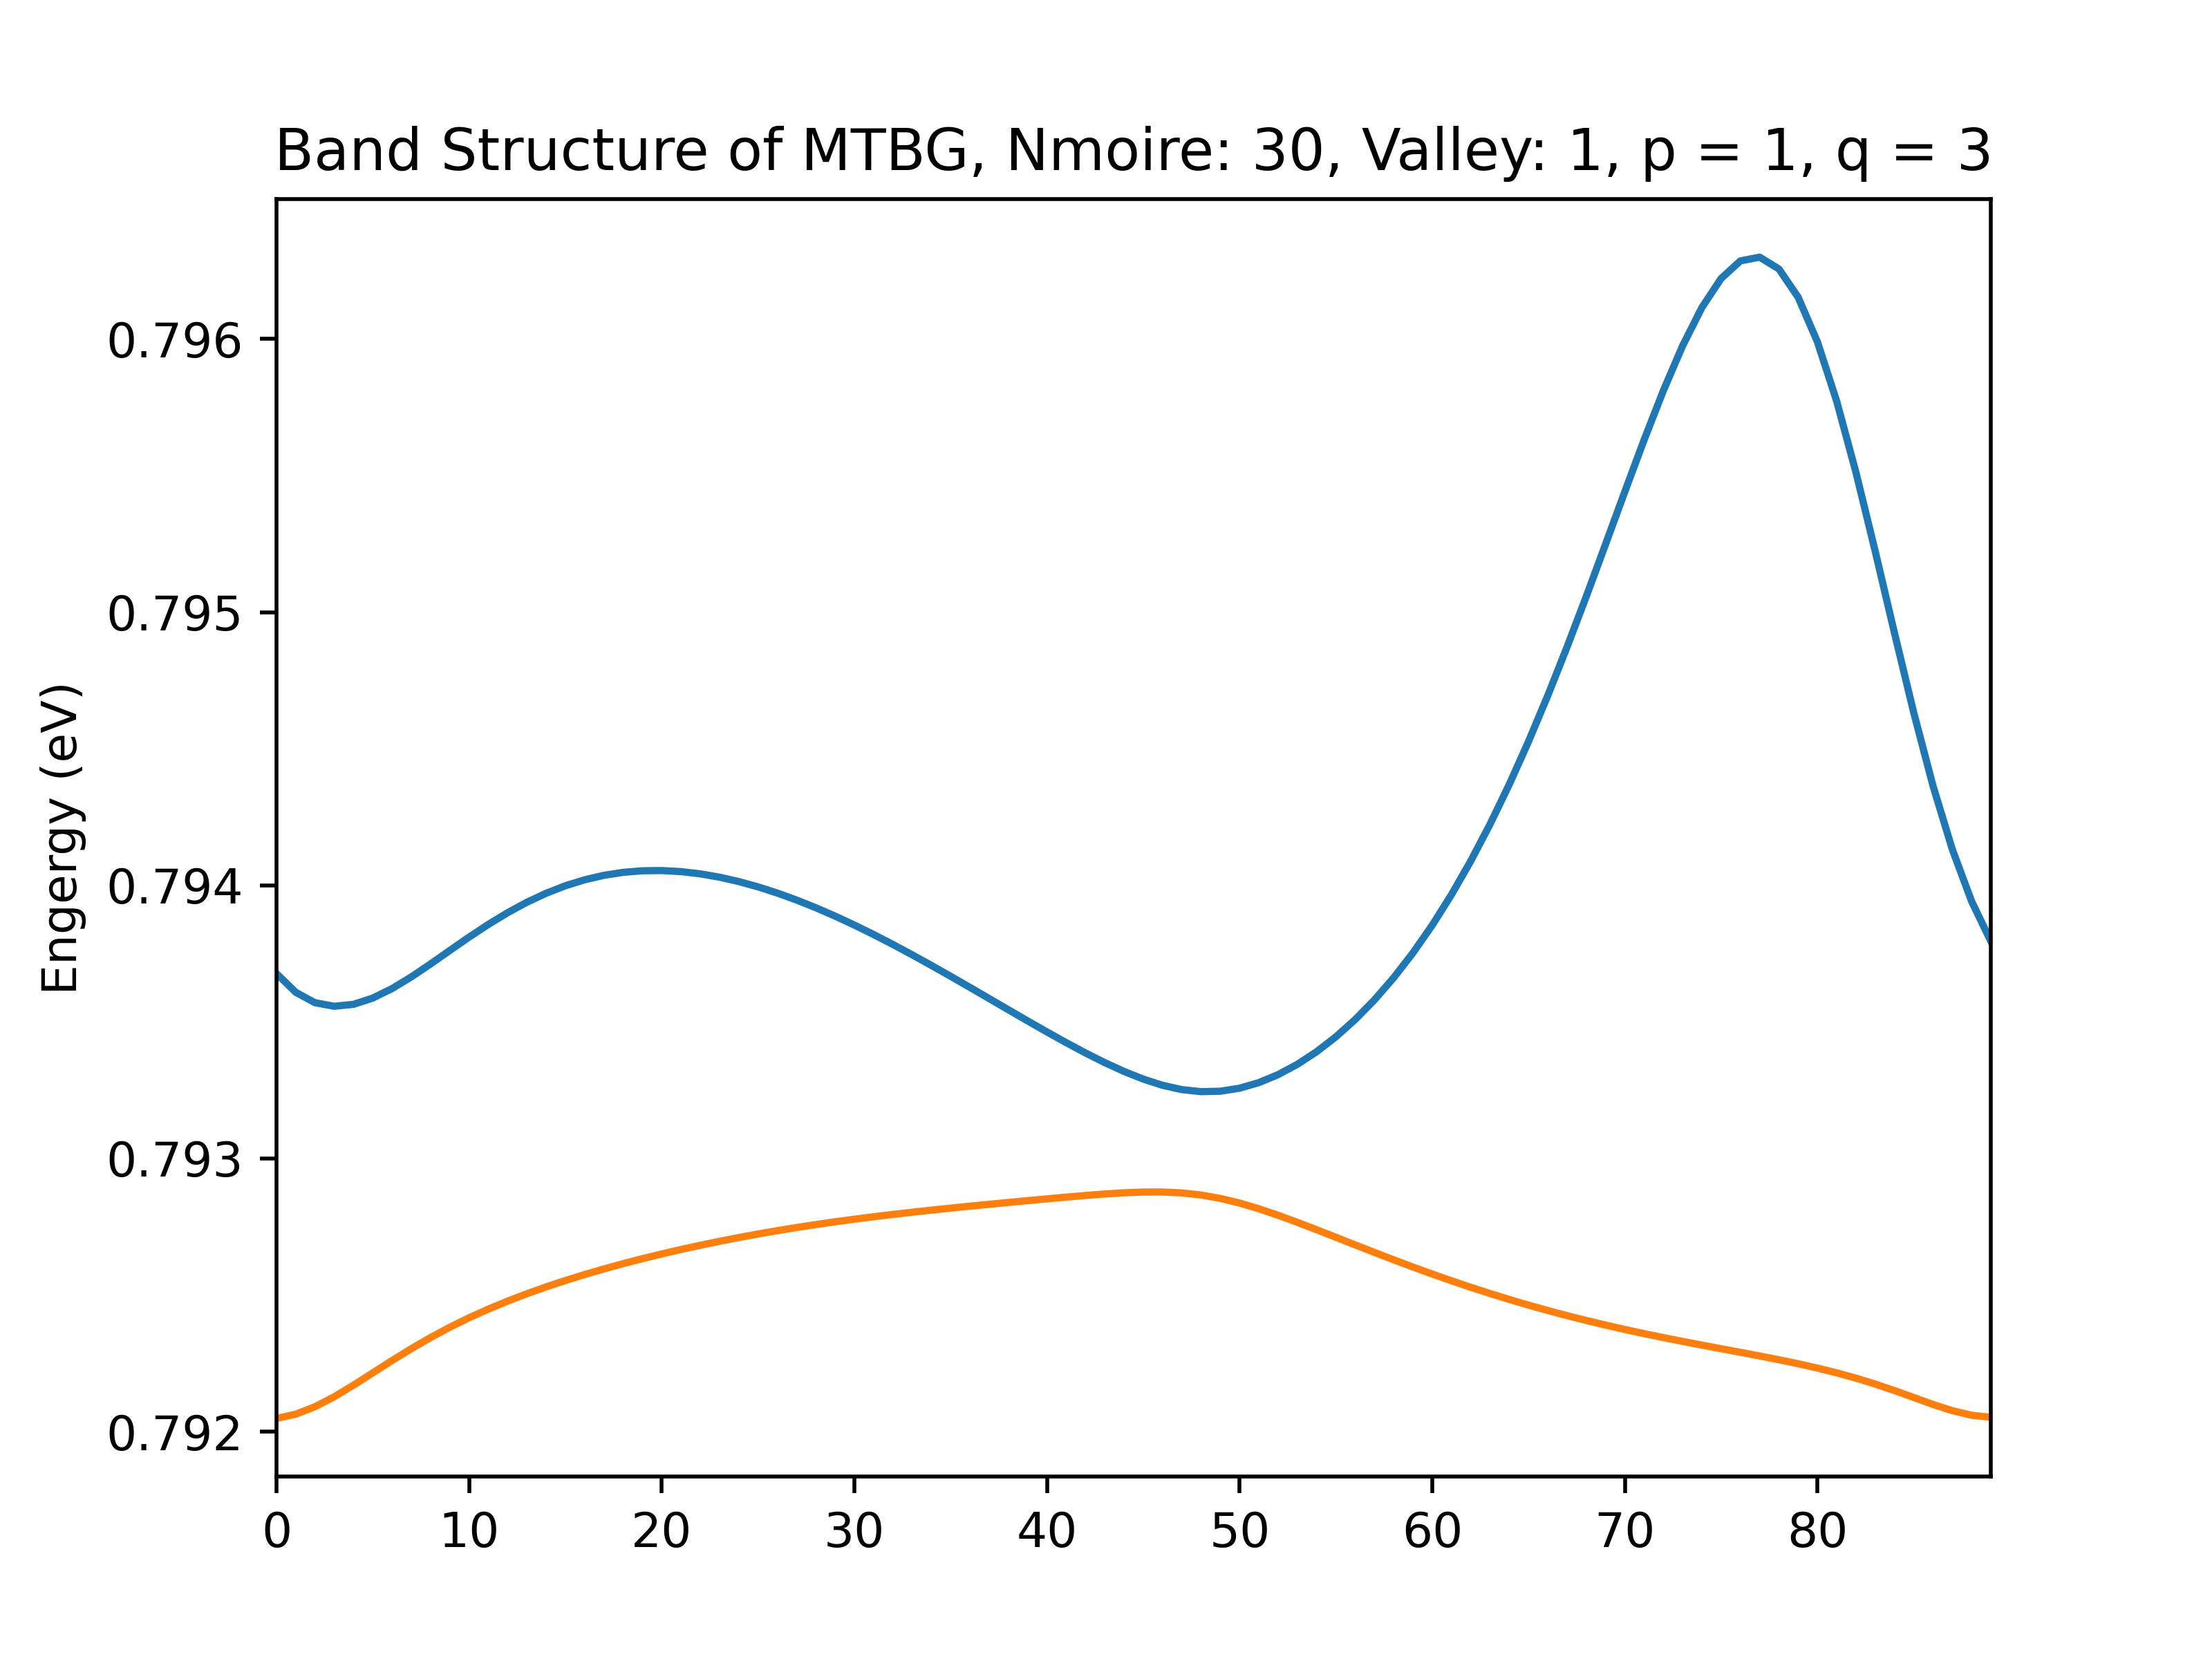 Band Structure of MTBG, Nmoire: 30, Valley: 1, p = 1, q = 3
Engergy (eV)
0.796
0.795
0.794
0.793
0.792
0 10 20 30 40 50 60 70 80